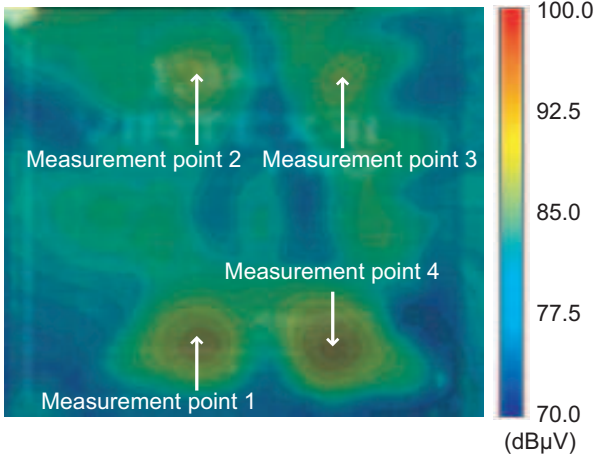 100.0
92.5
Measurement point 2
Measurement point 3
85.0
Measurement point 4
77.5
Measurement point 1
70.0
(dBµV)